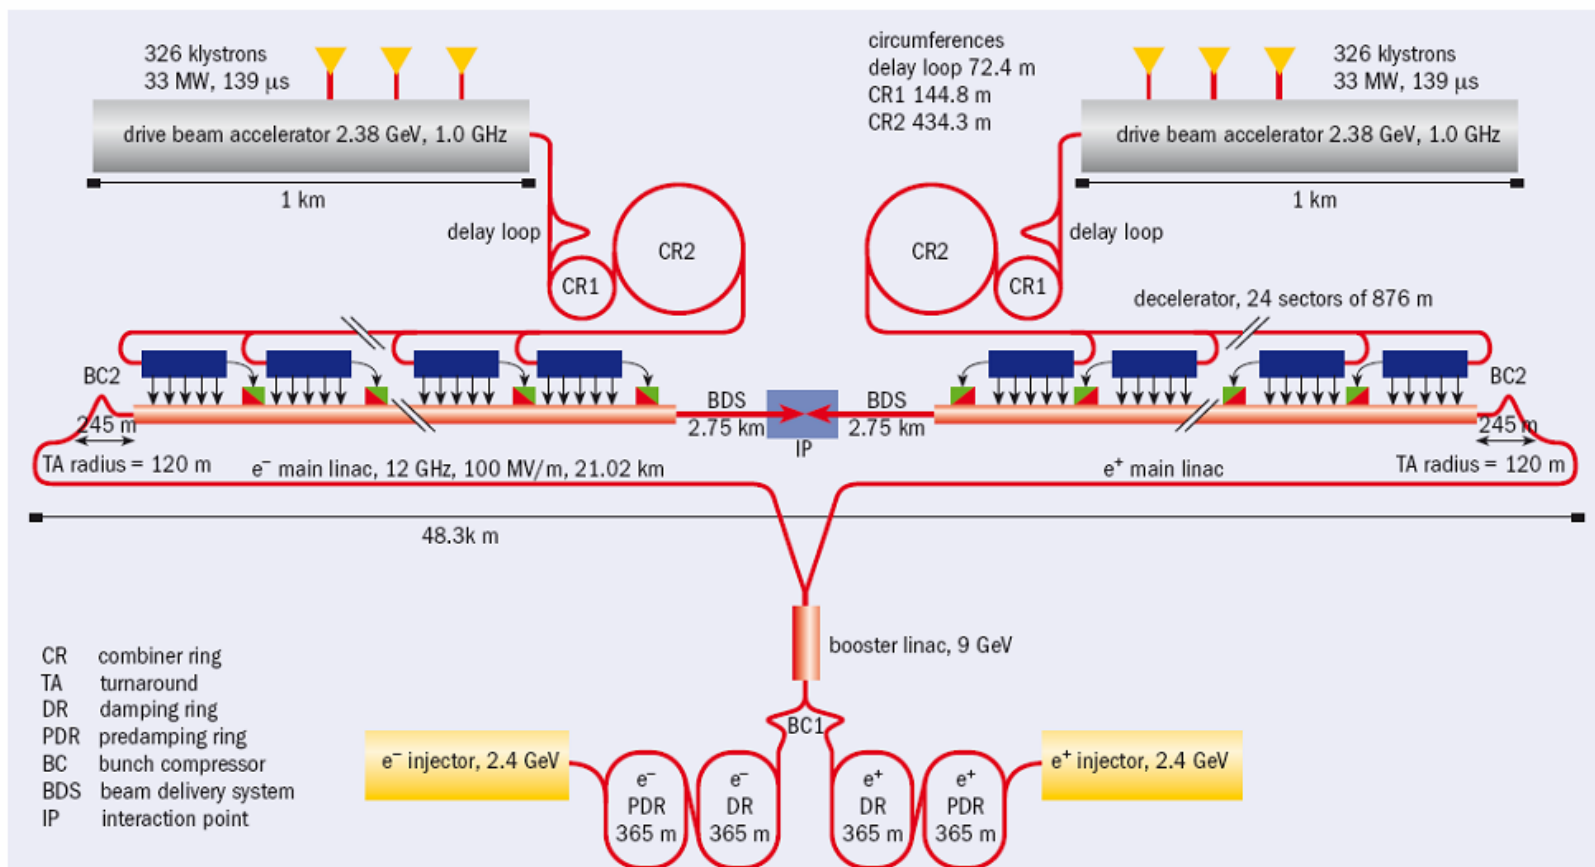 326 klystrons
33 MW, 139 μs
circumferences
delay loop 72.4 m
CR1 144.8 m
CR2 434.3 m
326 klystrons
33 MW, 139 μs
drive beam accelerator 2.38 GeV, 1.0 GHz
drive beam accelerator 2.38 GeV, 1.0 GHz
1 km
1 km
delay loop
CR2
CR1
CR2
CR1
delay loop
decelerator, 24 sectors of 876 m
BC2
BC2
245 m
BDS
2.75 km
IP
BDS
2.75 km
245 m
TA radius = 120 m
e⁻ main linac, 12 GHz, 100 MV/m, 21.02 km
e⁺ main linac
TA radius = 120 m
48.3k m
booster linac, 9 GeV
BC1
CR combiner ring
TA turnaround
DR damping ring
PDR predamping ring
BC bunch compressor
BDS beam delivery system
IP interaction point
e⁻ injector, 2.4 GeV
e⁻
PDR
365 m
e⁻
DR
365 m
e⁺
DR
365 m
e⁺
PDR
365 m
e⁺ injector, 2.4 GeV